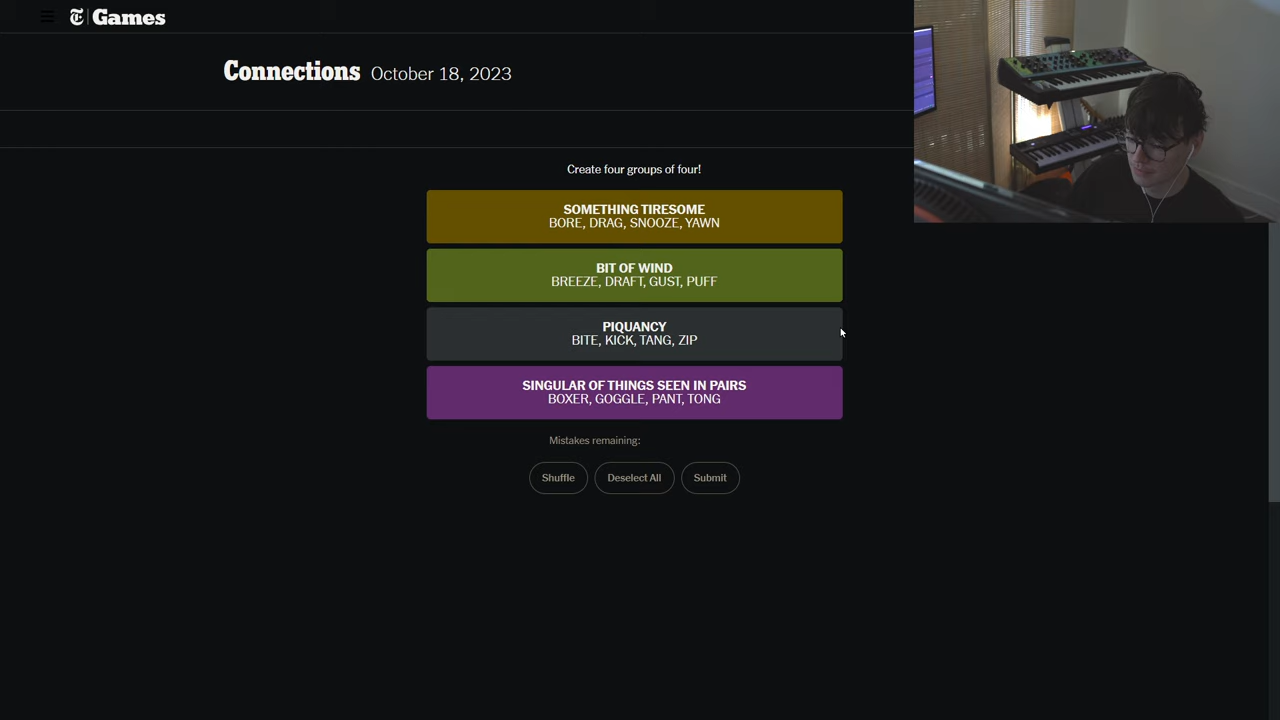 T Games
Connections October 18, 2023
Create four groups of four!
SOMETHING TIRESOME
BORE, DRAG, SNOOZE, YAWN
BIT OF WIND
BREEZE, DRAFT, GUST, PUFF
PIQUANCY
BITE, KICK, TANG, ZIP
SINGULAR OF THINGS SEEN IN PAIRS
BOXER, GOGGLE, PANT, TONG
Mistakes remaining:
Shuffle Deselect All Submit